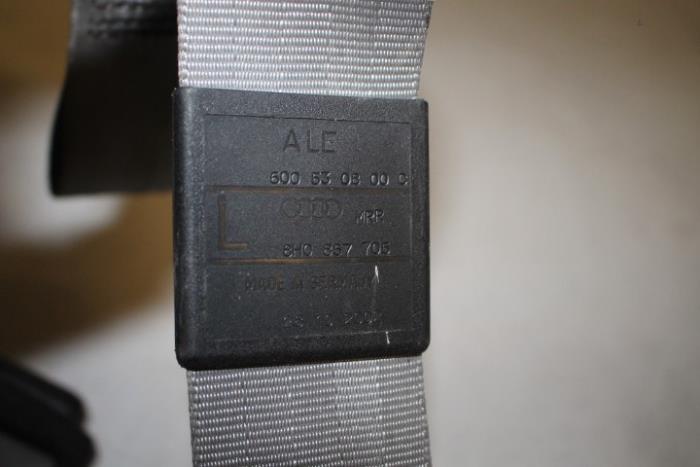 ALE
600 53 08 00 C
L
MRR
8H0 857 705
MADE IN GERMANY